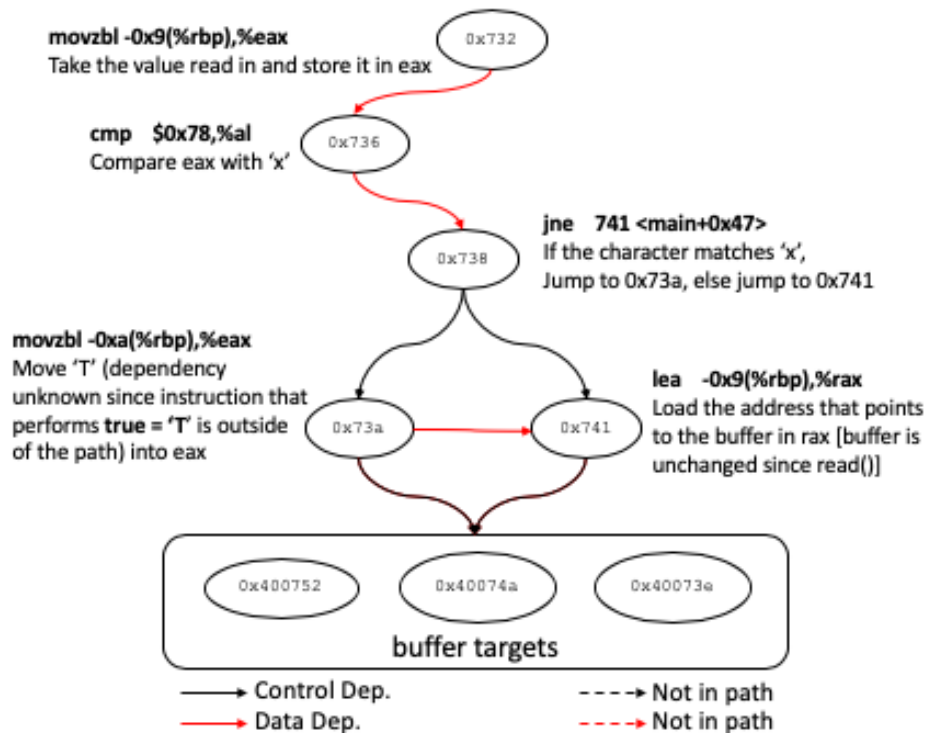 movzbl -0x9(%rbp),%eax
Take the value read in and store it in eax
0x732
cmp $0x78,%al
Compare eax with ‘x’
0x736
jne 741 <main+0x47>
If the character matches ‘x’,
Jump to 0x73a, else jump to 0x741
0x738
movzbl -0xa(%rbp),%eax
Move ‘T’ (dependency
unknown since instruction that
performs true = ‘T’ is outside
of the path) into eax
0x73a
0x741
lea -0x9(%rbp),%rax
Load the address that points
to the buffer in rax [buffer is
unchanged since read()]
0x400752
0x40074a
0x40073e
buffer targets
Control Dep.
Not in path
Data Dep.
Not in path